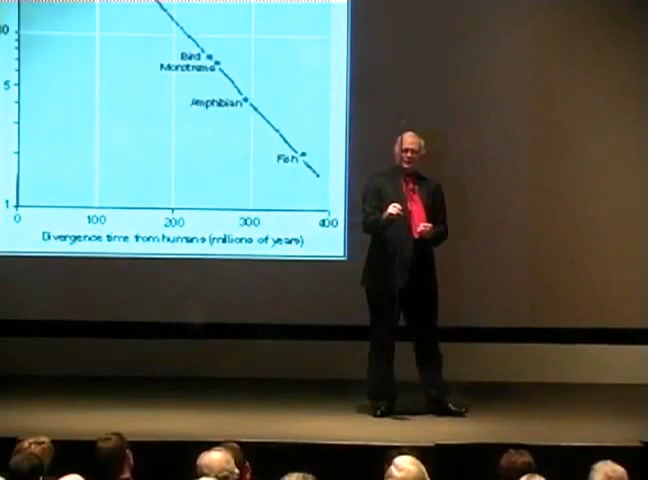 10
Bird
Monotreme
5
Amphibian
Fish
1
0 100 200 300 400
Divergence time from humans (millions of years)